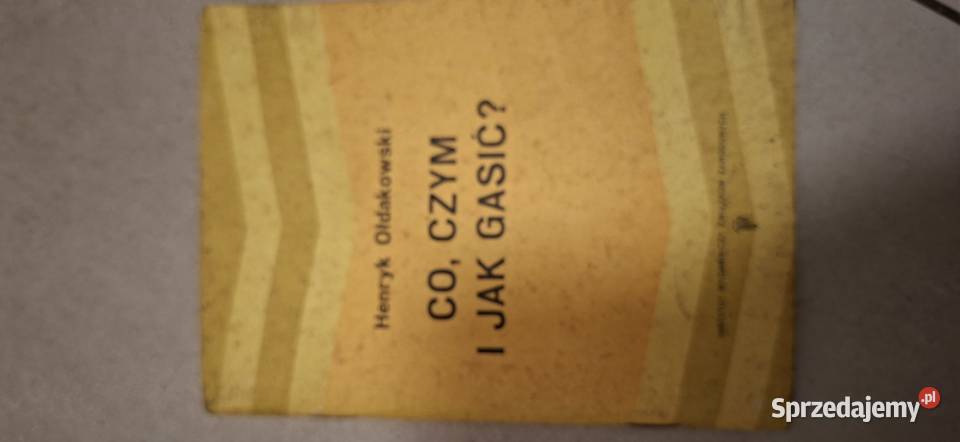 Henryk Ołdakowski
CO, CZYM
I JAK GASIĆ?
Sprzedajemy.pl